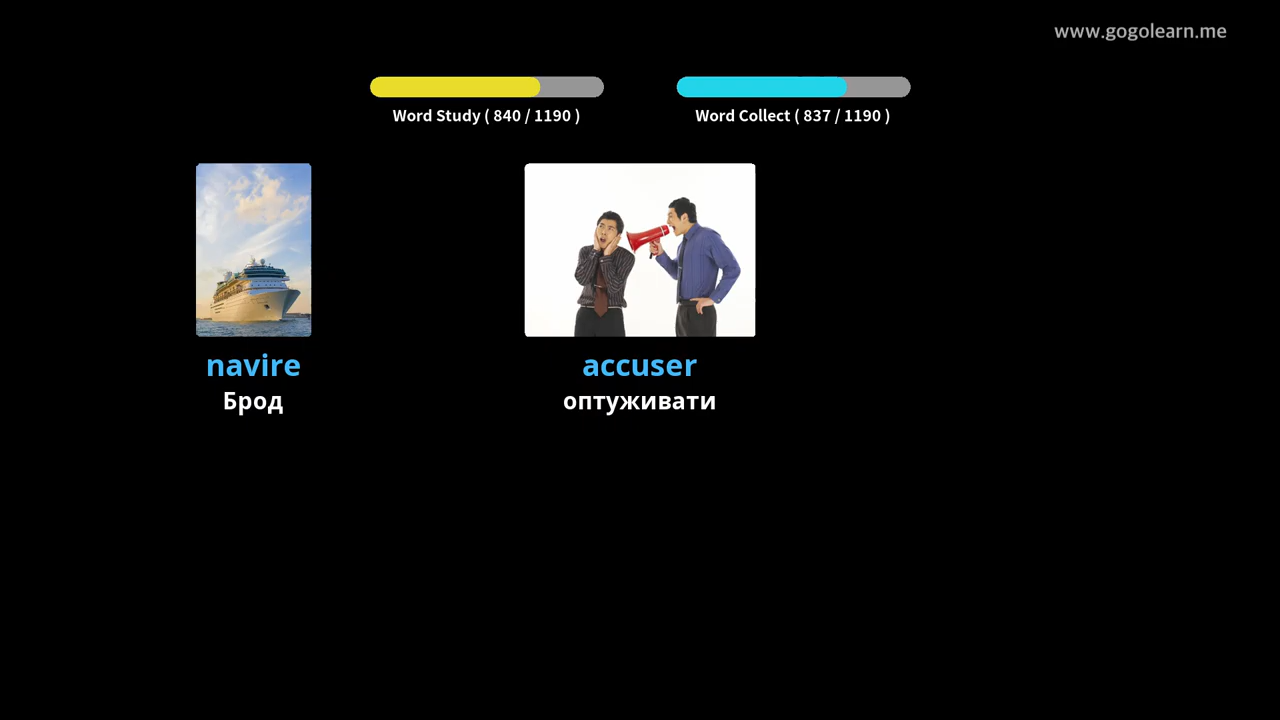 www.gogolearn.me
Word Study ( 840 / 1190 )
Word Collect ( 837 / 1190 )
navire
Брод
accuser
оптуживати